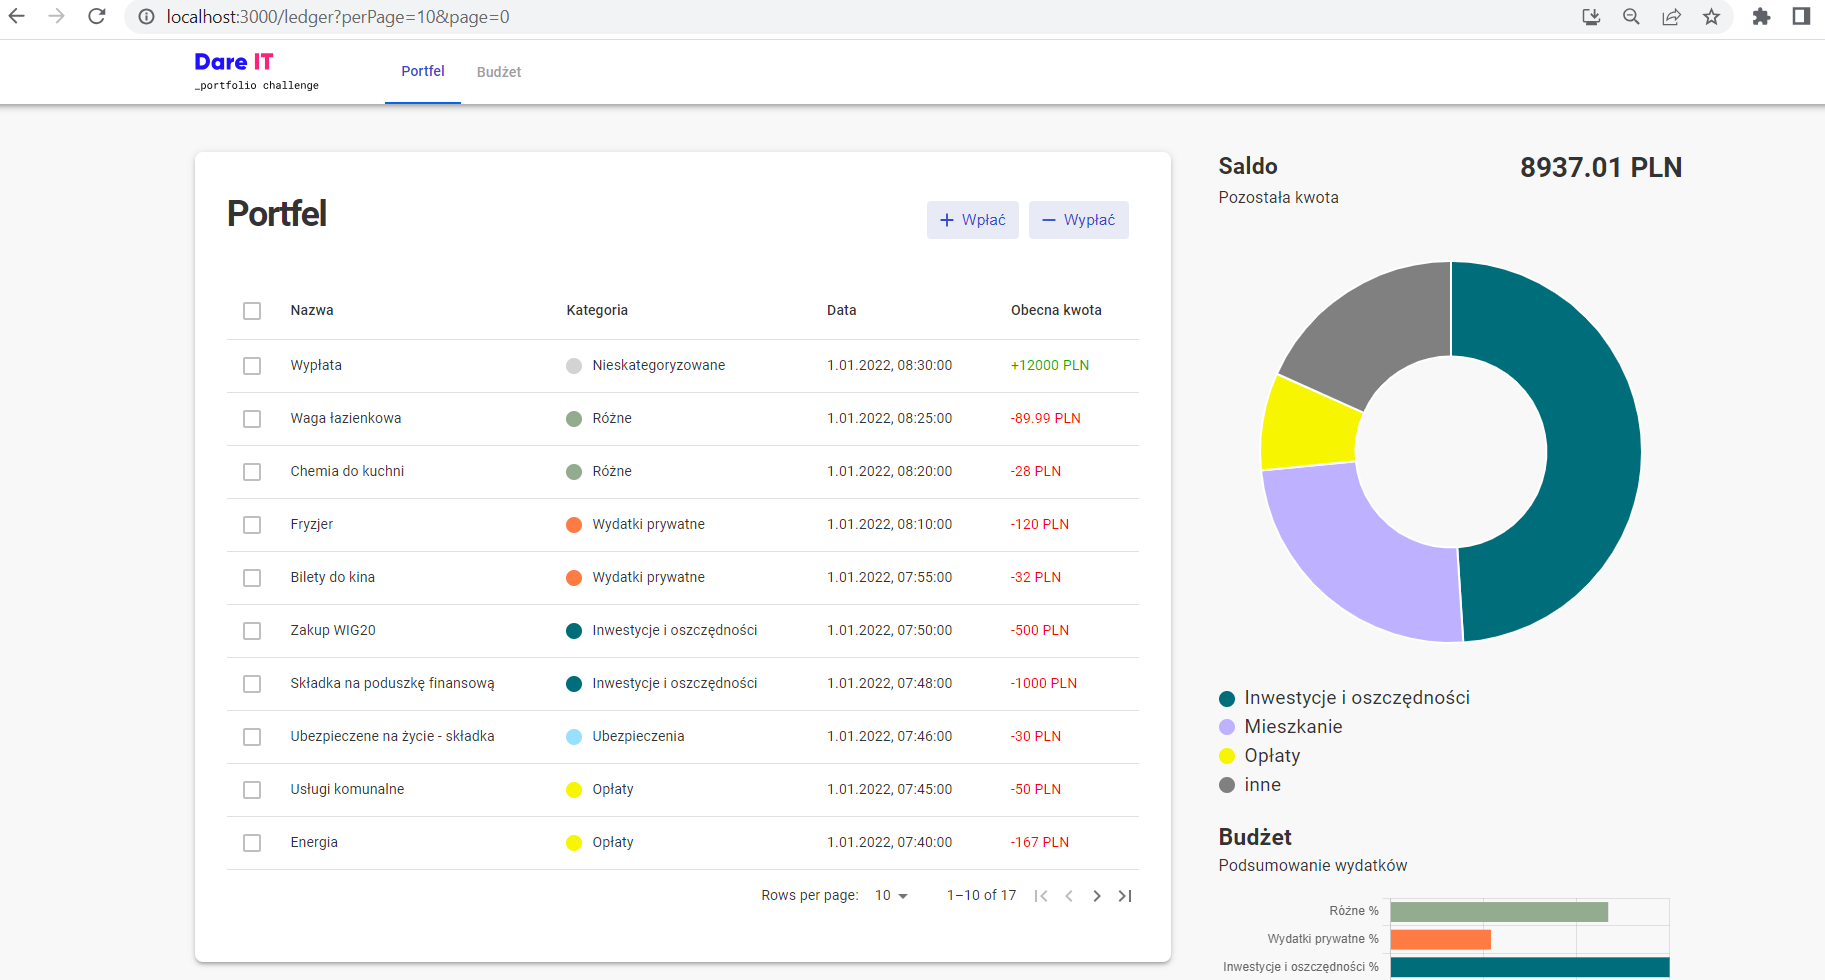 localhost:3000/ledger?perPage=10&page=0
Dare IT
_portfolio challenge
Portfel
Budżet
Portfel
+ Wpłać
— Wypłać
Nazwa Kategoria Data Obecna kwota
Wypłata Nieskategoryzowane 1.01.2022, 08:30:00 +12000 PLN
Waga łazienkowa Różne 1.01.2022, 08:25:00 -89.99 PLN
Chemia do kuchni Różne 1.01.2022, 08:20:00 -28 PLN
Fryzjer Wydatki prywatne 1.01.2022, 08:10:00 -120 PLN
Bilety do kina Wydatki prywatne 1.01.2022, 07:55:00 -32 PLN
Zakup WIG20 Inwestycje i oszczędności 1.01.2022, 07:50:00 -500 PLN
Składka na poduszkę finansową Inwestycje i oszczędności 1.01.2022, 07:48:00 -1000 PLN
Ubezpieczene na życie - składka Ubezpieczenia 1.01.2022, 07:46:00 -30 PLN
Usługi komunalne Opłaty 1.01.2022, 07:45:00 -50 PLN
Energia Opłaty 1.01.2022, 07:40:00 -167 PLN
Rows per page: 10 1–10 of 17
Saldo 8937.01 PLN
Pozostała kwota
Inwestycje i oszczędności
Mieszkanie
Opłaty
inne
Budżet
Podsumowanie wydatków
Różne %
Wydatki prywatne %
Inwestycje i oszczędności %